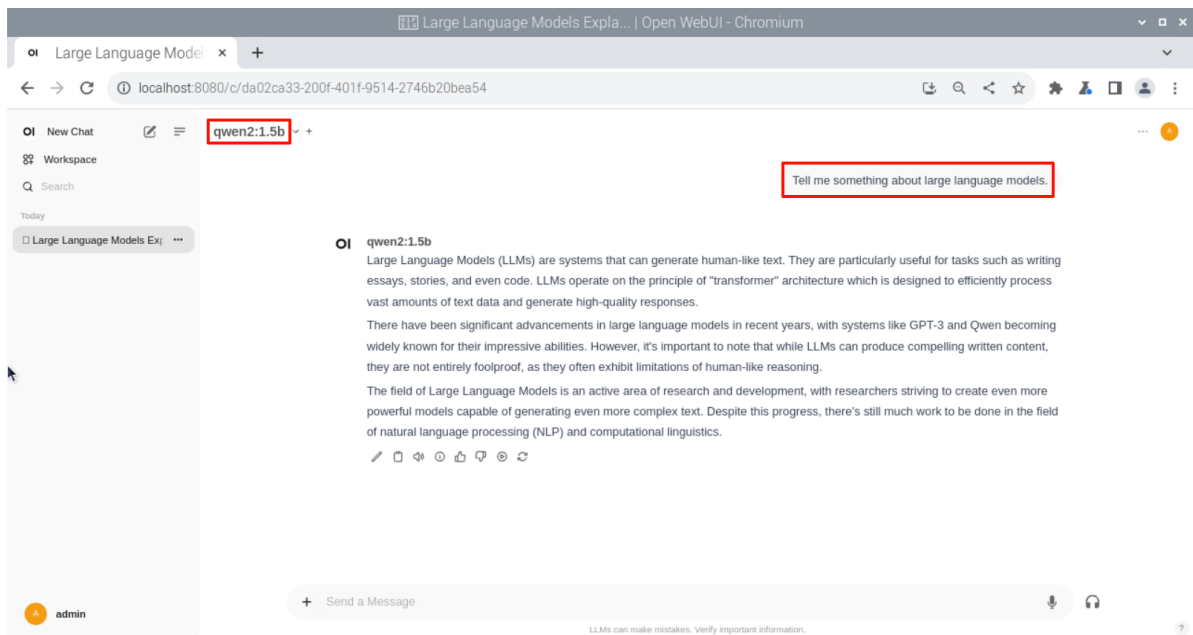 Large Language Models Expla... | Open WebUI - Chromium
OI Large Language Model
localhost:8080/c/da02ca33-200f-401f-9514-2746b20bea54
OI New Chat
qwen2:1.5b
Workspace
Search
Tell me something about large language models.
Today
Large Language Models Exp
OI qwen2:1.5b
Large Language Models (LLMs) are systems that can generate human-like text. They are particularly useful for tasks such as writing
essays, stories, and even code. LLMs operate on the principle of "transformer" architecture which is designed to efficiently process
vast amounts of text data and generate high-quality responses.
There have been significant advancements in large language models in recent years, with systems like GPT-3 and Qwen becoming
widely known for their impressive abilities. However, it's important to note that while LLMs can produce compelling written content,
they are not entirely foolproof, as they often exhibit limitations of human-like reasoning.
The field of Large Language Models is an active area of research and development, with researchers striving to create even more
powerful models capable of generating even more complex text. Despite this progress, there's still much work to be done in the field
of natural language processing (NLP) and computational linguistics.
Send a Message
A admin
LLMs can make mistakes. Verify important information.